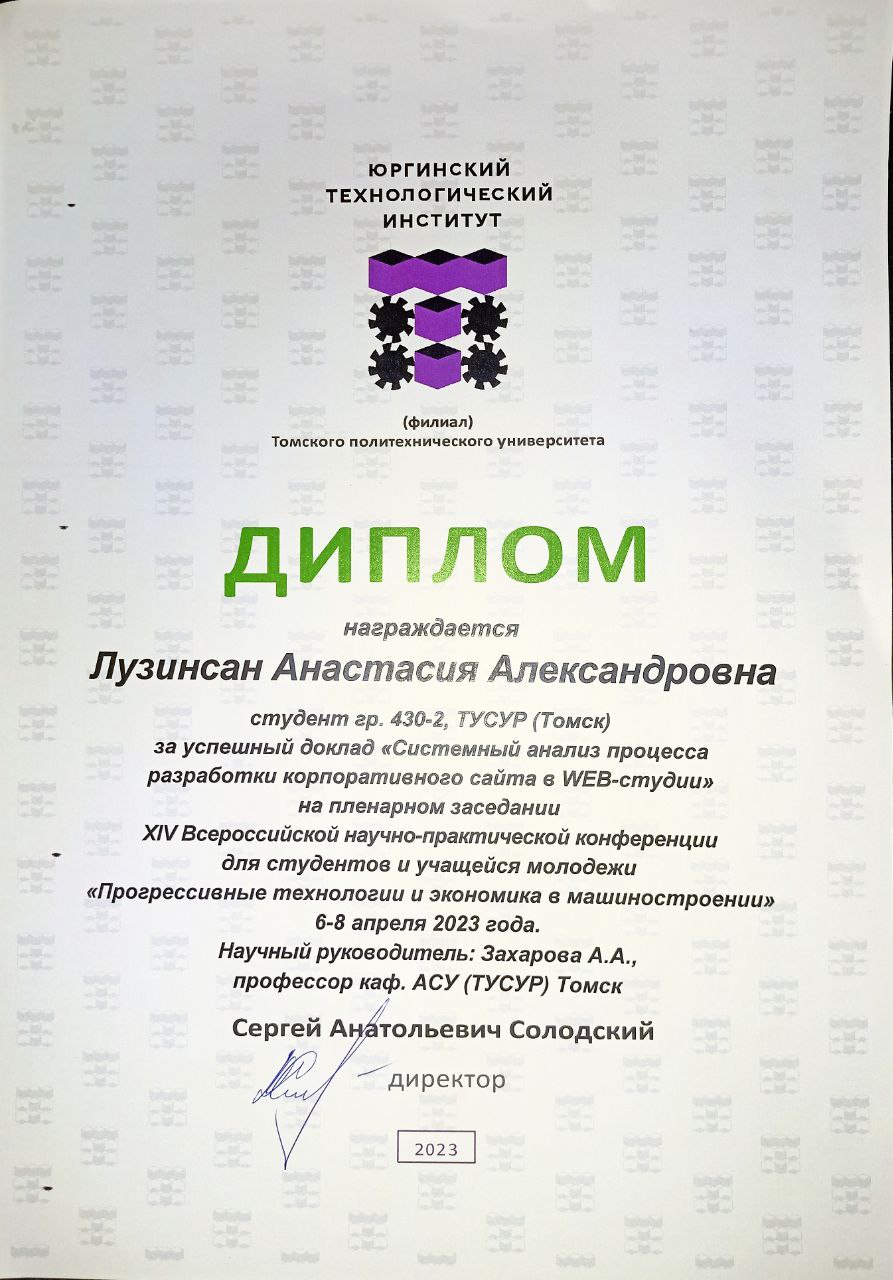 ЮРГИНСКИЙ
ТЕХНОЛОГИЧЕСКИЙ
ИНСТИТУТ
(филиал)
Томского политехнического университета
ДИПЛОМ
награждается
Лузинсан Анастасия Александровна
студент гр. 430-2, ТУСУР (Томск)
за успешный доклад «Системный анализ процесса
разработки корпоративного сайта в WEB-студии»
на пленарном заседании
XIV Всероссийской научно-практической конференции
для студентов и учащейся молодежи
«Прогрессивные технологии и экономика в машиностроении»
6-8 апреля 2023 года.
Научный руководитель: Захарова А.А.,
профессор каф. АСУ (ТУСУР) Томск
Сергей Анатольевич Солодский
директор
2023